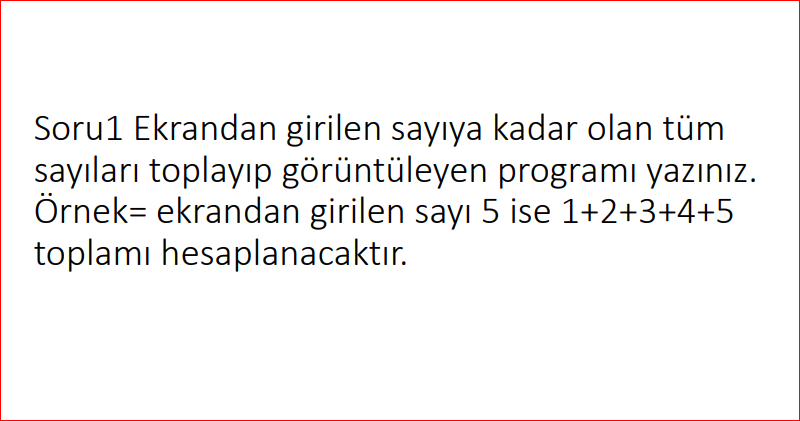 Soru1 Ekrandan girilen sayıya kadar olan tüm
sayıları toplayıp görüntüleyen programı yazınız.
Örnek= ekrandan girilen sayı 5 ise 1+2+3+4+5
toplamı hesaplanacaktır.